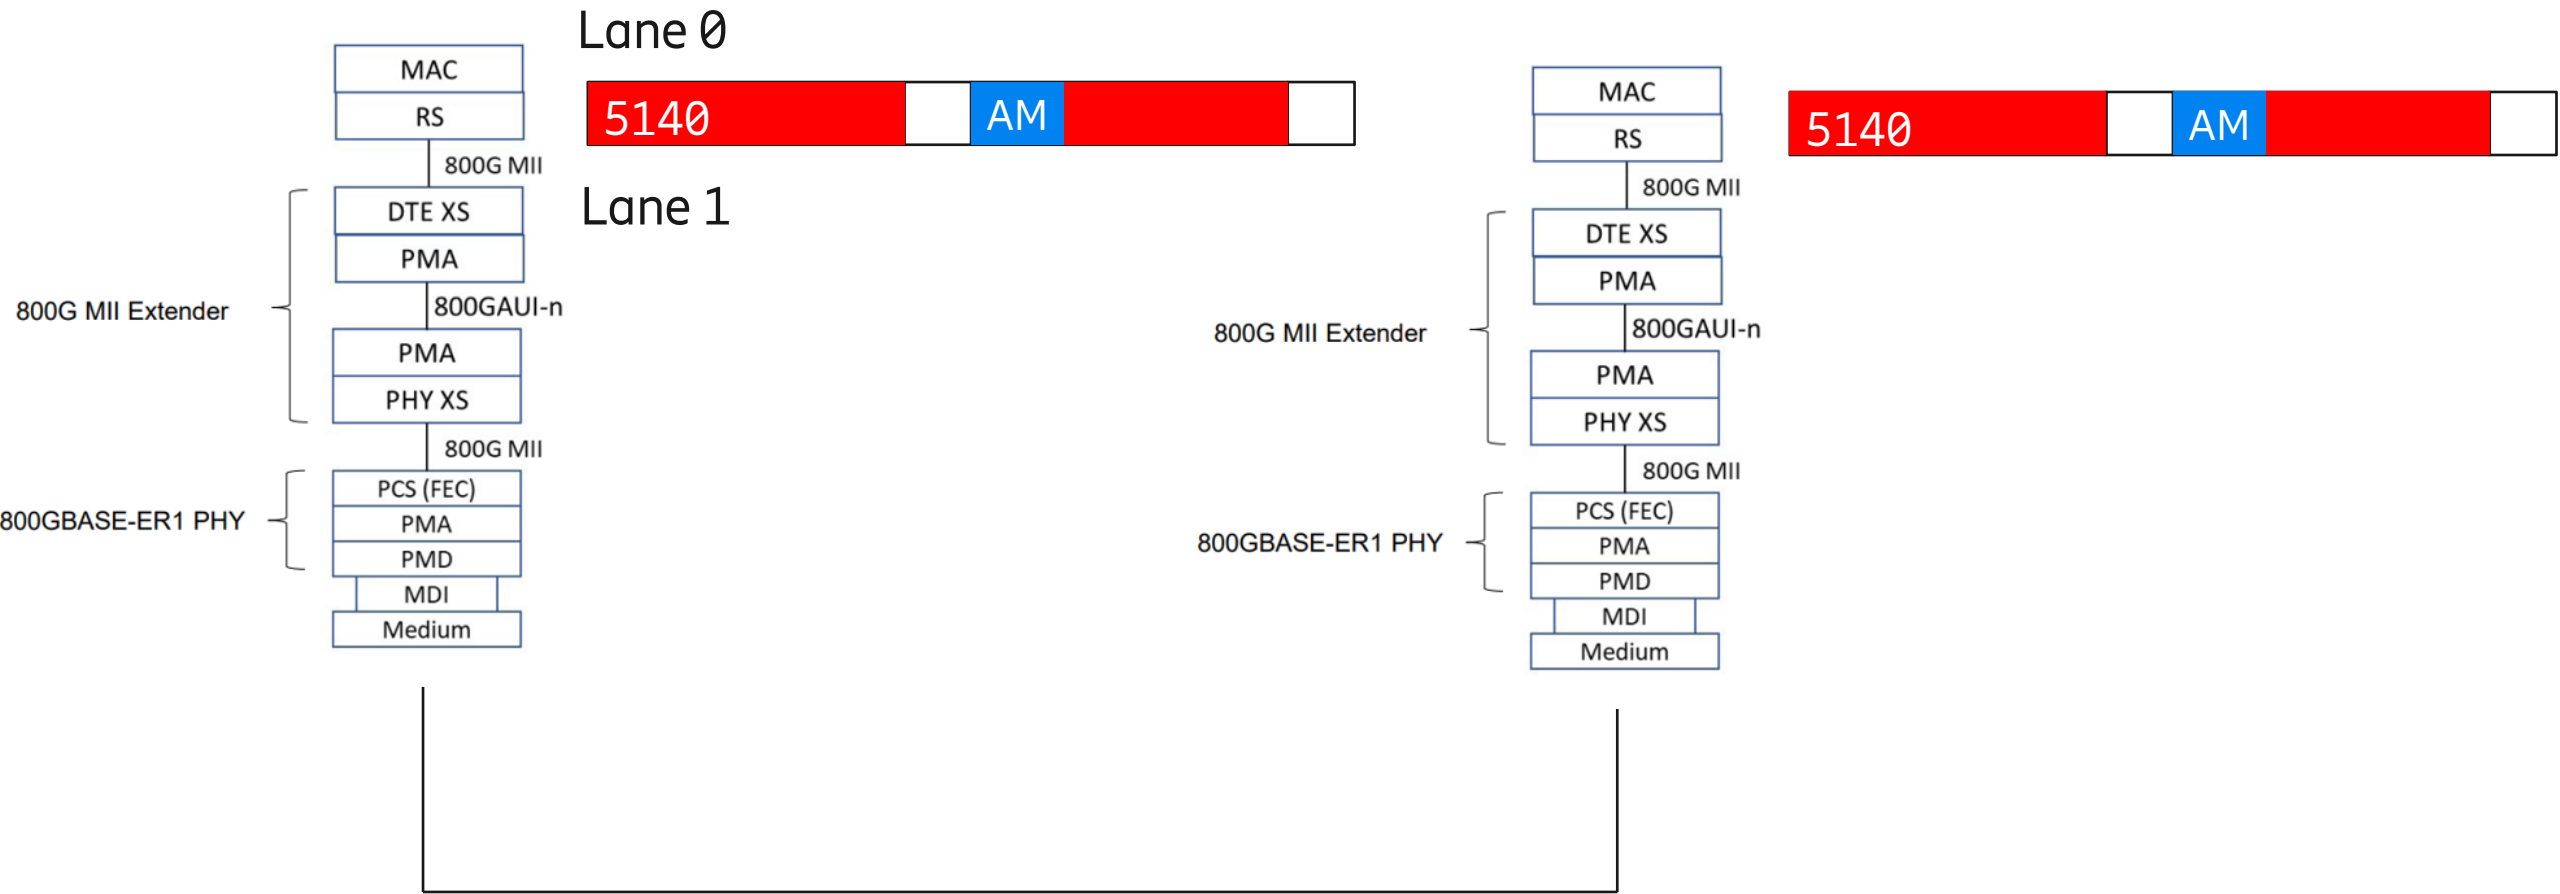 Lane 0
MAC
RS
5140
AM
800G MII
DTE XS
Lane 1
PMA
800G MII Extender
800GAUI-n
PMA
PHY XS
800G MII
PCS (FEC)
800GBASE-ER1 PHY
PMA
PMD
MDI
Medium
MAC
RS
5140
AM
800G MII
DTE XS
PMA
800G MII Extender
800GAUI-n
PMA
PHY XS
800G MII
PCS (FEC)
800GBASE-ER1 PHY
PMA
PMD
MDI
Medium